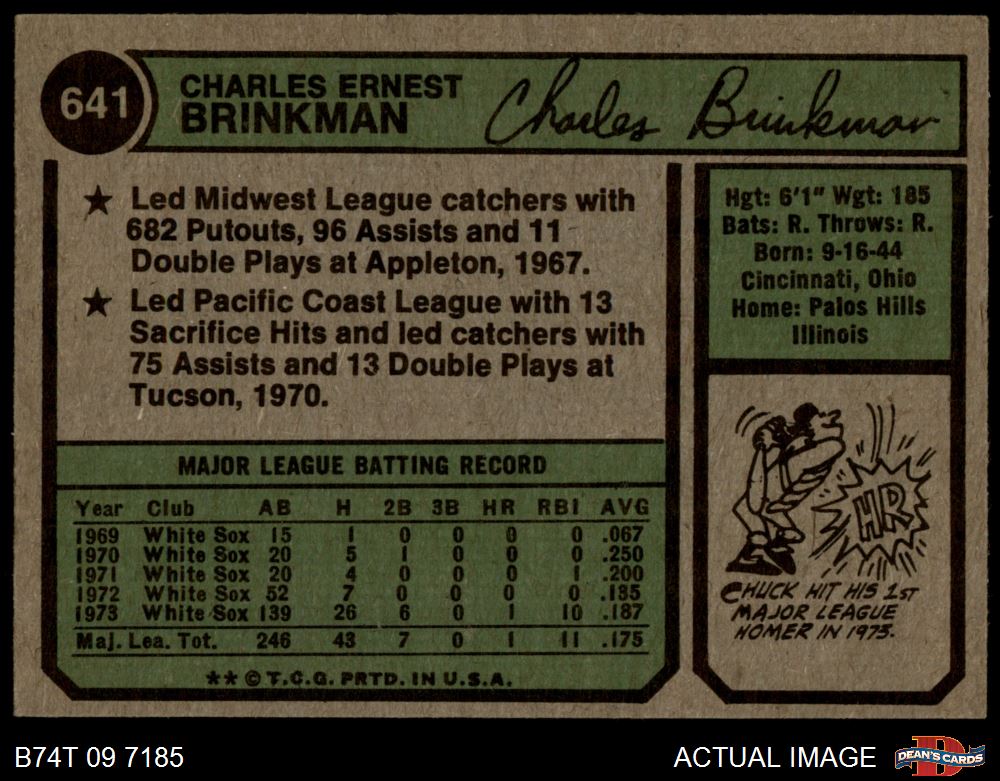 641
CHARLES ERNEST
BRINKMAN
Charles Brinkman
★ Led Midwest League catchers with
682 Putouts, 96 Assists and 11
Double Plays at Appleton, 1967.
★ Led Pacific Coast League with 13
Sacrifice Hits and led catchers with
75 Assists and 13 Double Plays at
Tucson, 1970.
Hgt: 6'1" Wgt: 185
Bats: R. Throws: R.
Born: 9-16-44
Cincinnati, Ohio
Home: Palos Hills
Illinois
MAJOR LEAGUE BATTING RECORD
Year Club AB H 2B 3B HR RBI AVG
1969 White Sox 15 1 0 0 0 0 .067
1970 White Sox 20 5 1 0 0 0 .250
1971 White Sox 20 4 0 0 0 1 .200
1972 White Sox 52 7 0 0 0 0 .135
1973 White Sox 139 26 6 0 1 10 .187
Maj. Lea. Tot. 246 43 7 0 1 11 .175
** © T.C.G. PRTD. IN U.S.A.
HR
CHUCK HIT HIS 1ST
MAJOR LEAGUE
HOMER IN 1973.
B74T 09 7185
ACTUAL IMAGE
D
DEAN'S CARDS